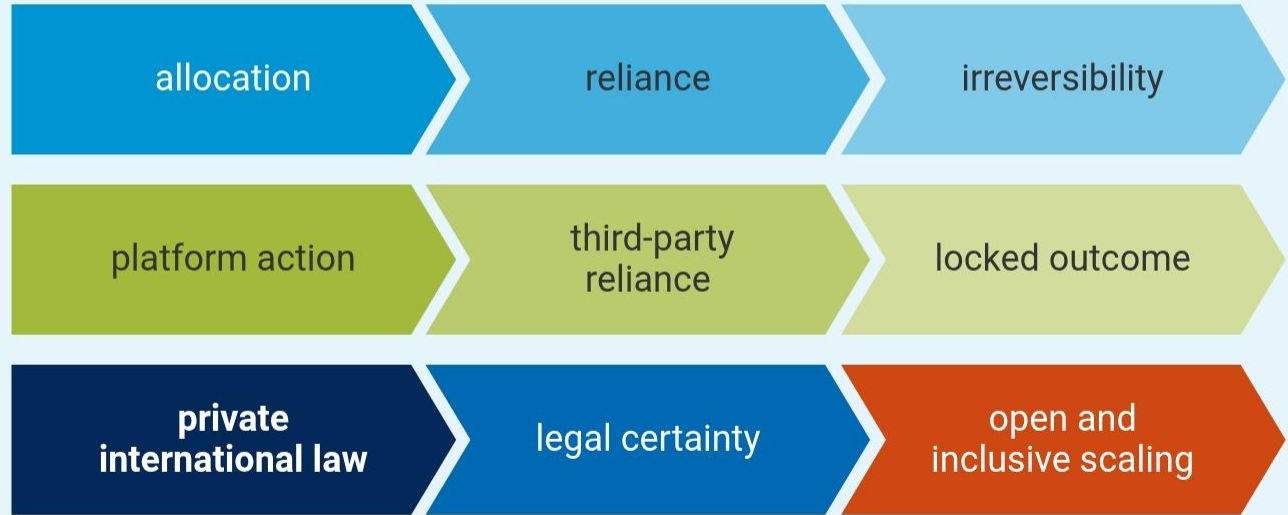 allocation
reliance
irreversibility
platform action
third-party
reliance
locked outcome
private
international law
legal certainty
open and
inclusive scaling